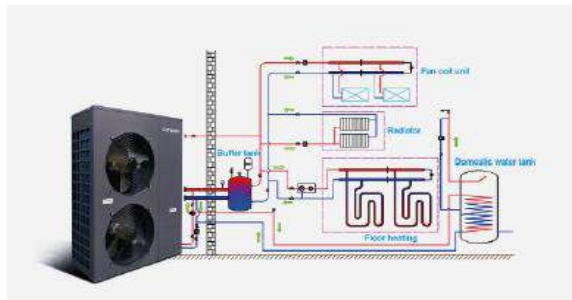 Fan coil unit
Radiator
Buffer tank
Domestic water tank
Floor heating